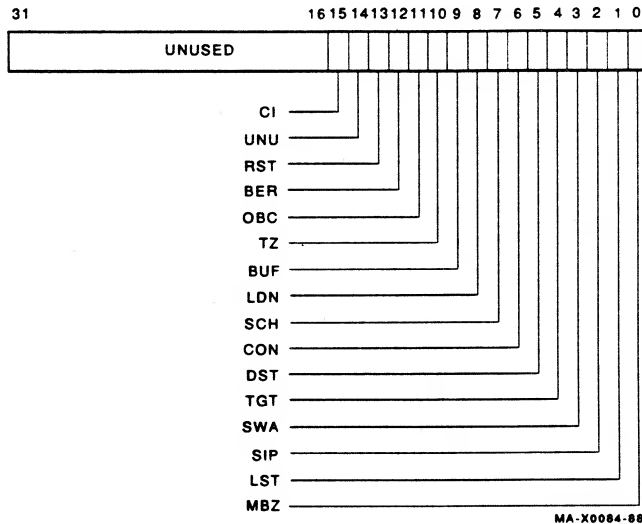 31 16 15 14 13 12 11 10 9 8 7 6 5 4 3 2 1 0
UNUSED
CI
UNU
RST
BER
OBC
TZ
BUF
LDN
SCH
CON
DST
TGT
SWA
SIP
LST
MBZ
MA-X0084-88